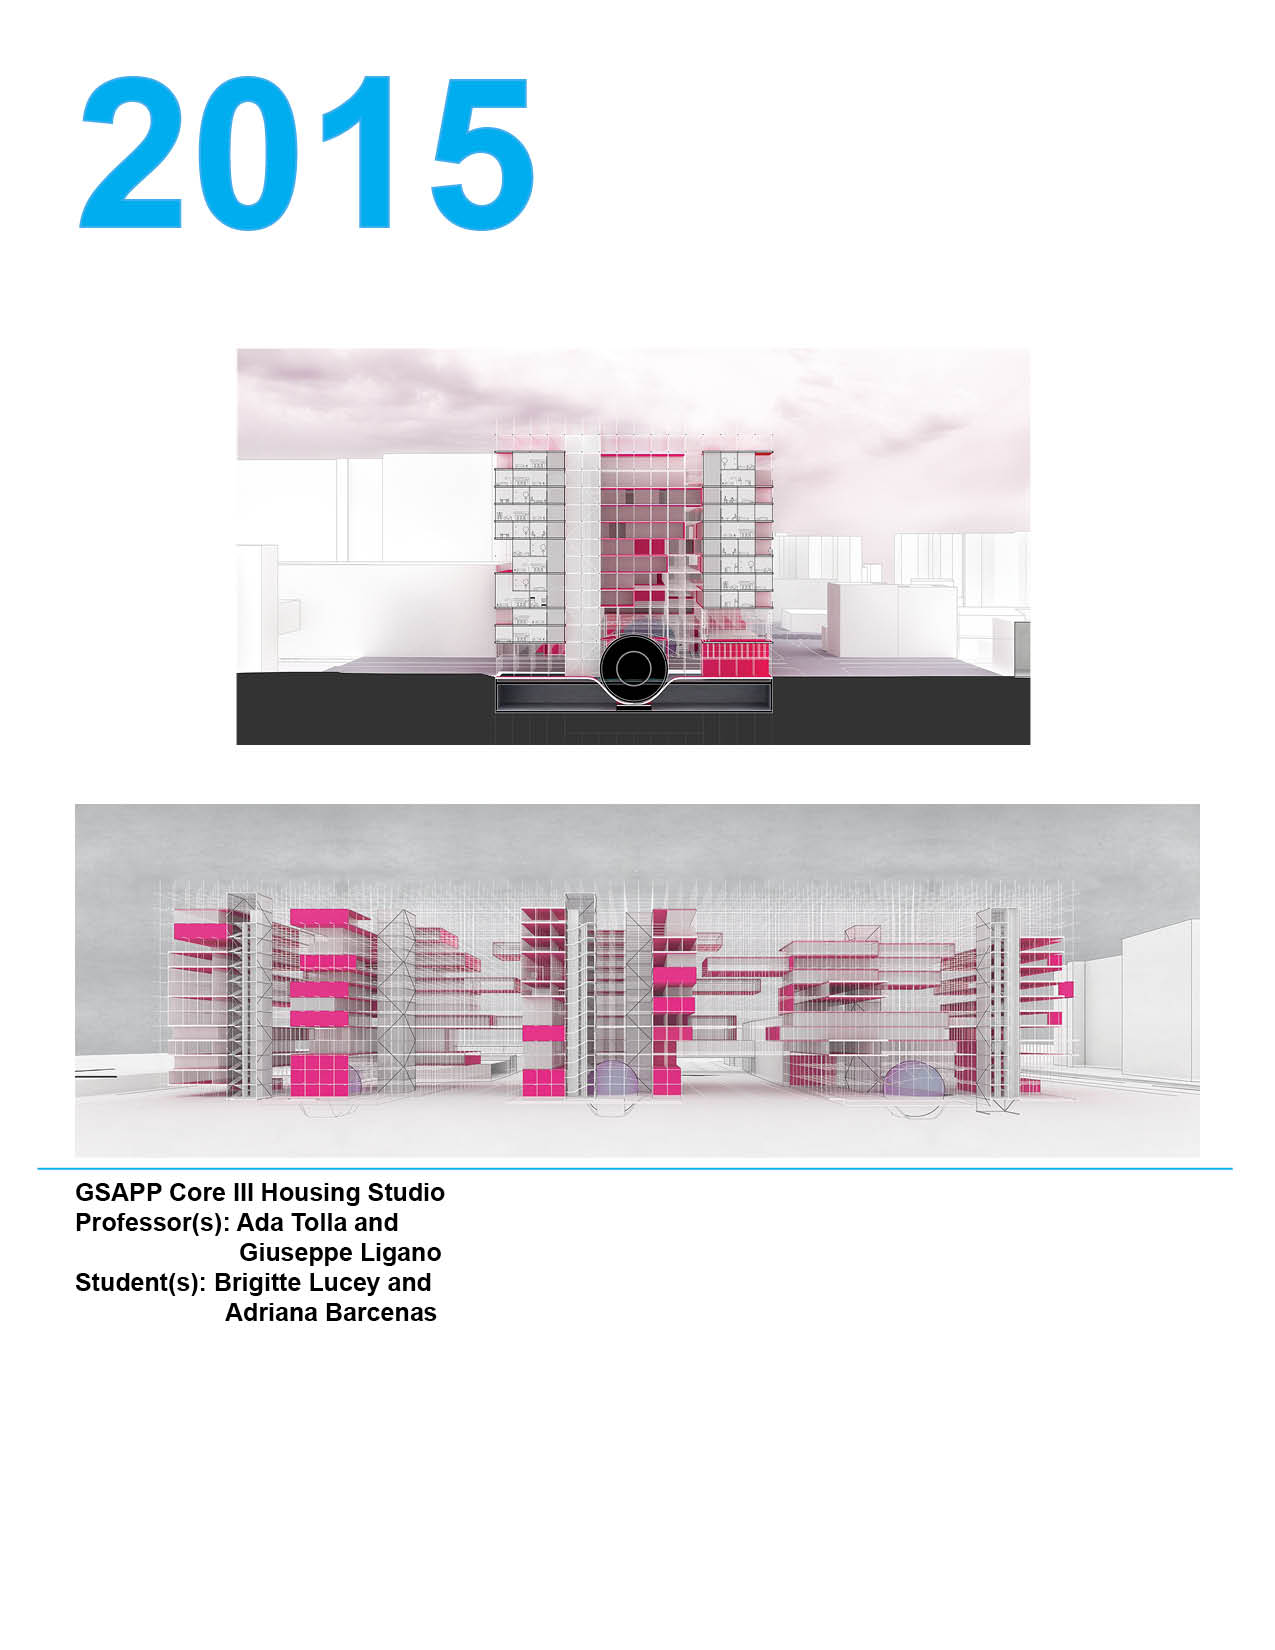 2015
GSAPP Core III Housing Studio
Professor(s): Ada Tolla and
Giuseppe Ligano
Student(s): Brigitte Lucey and
Adriana Barcenas